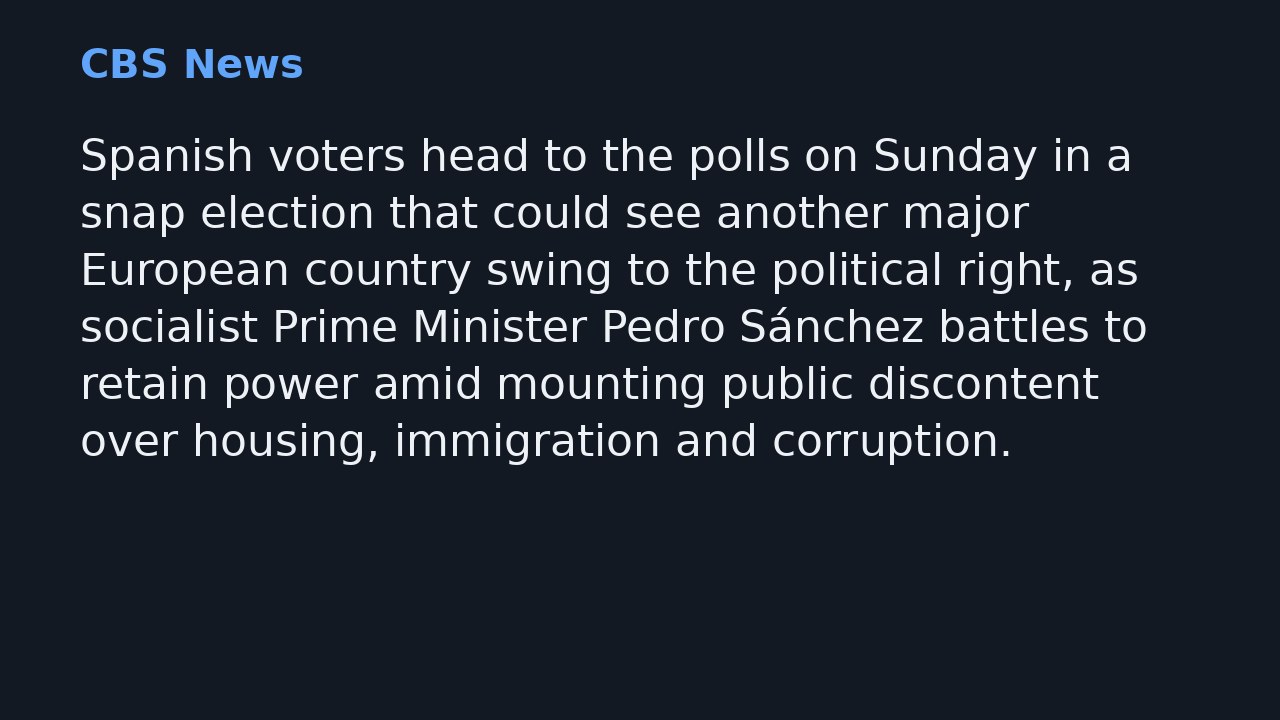 CBS News
Spanish voters head to the polls on Sunday in a
snap election that could see another major
European country swing to the political right, as
socialist Prime Minister Pedro Sánchez battles to
retain power amid mounting public discontent
over housing, immigration and corruption.